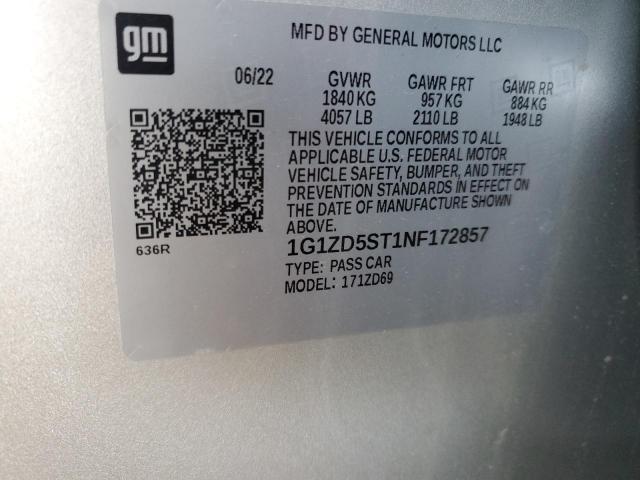 gm
MFD BY GENERAL MOTORS LLC
06/22 GVWR GAWR FRT GAWR RR
1840 KG 957 KG 884 KG
4057 LB 2110 LB 1948 LB
THIS VEHICLE CONFORMS TO ALL
APPLICABLE U.S. FEDERAL MOTOR
VEHICLE SAFETY, BUMPER, AND THEFT
PREVENTION STANDARDS IN EFFECT ON
THE DATE OF MANUFACTURE SHOWN
ABOVE.
636R
1G1ZD5ST1NF172857
TYPE: PASS CAR
MODEL: 171ZD69